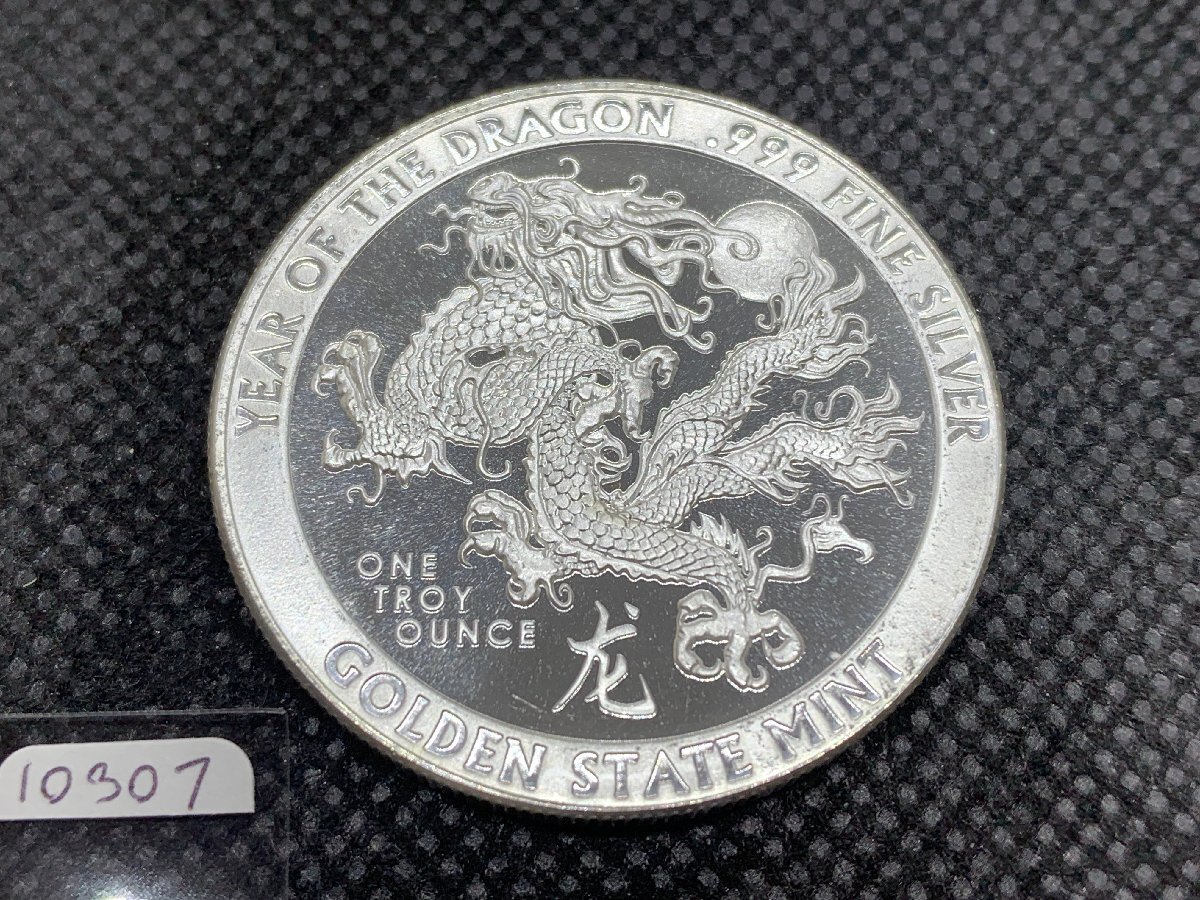 YEAR OF THE DRAGON .999 FINE SILVER
ONE
TROY
OUNCE
龙
GOLDEN STATE MINT
10307